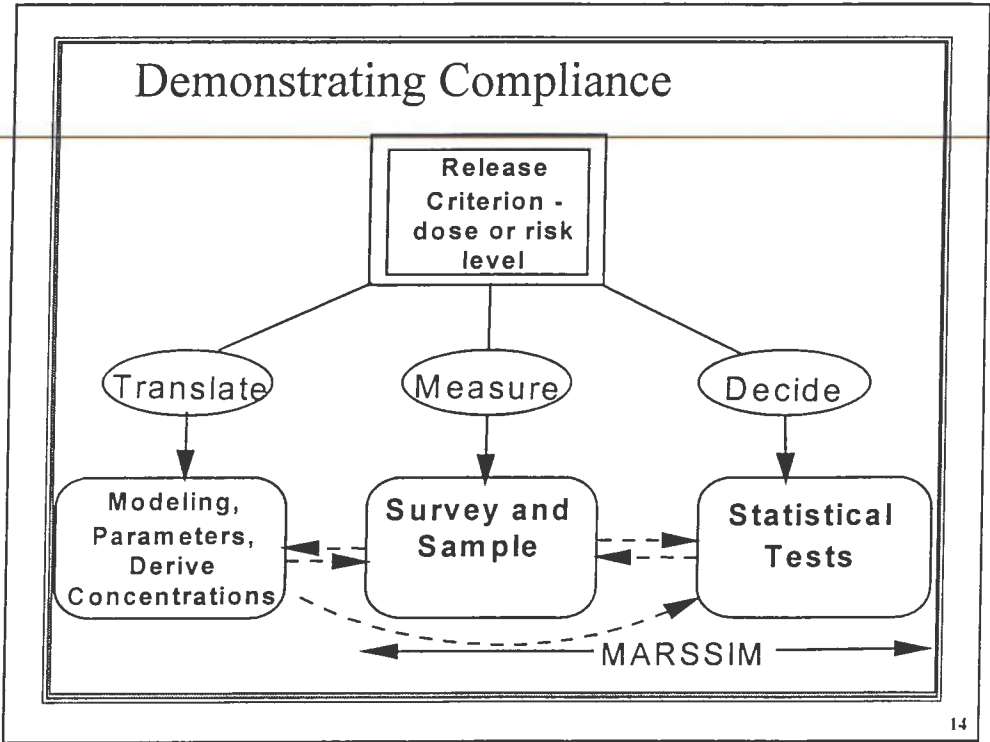 Demonstrating Compliance
Release
Criterion -
dose or risk
level
Translate
Measure
Decide
Modeling,
Parameters,
Derive
Concentrations
Survey and
Sample
Statistical
Tests
MARSSIM
14